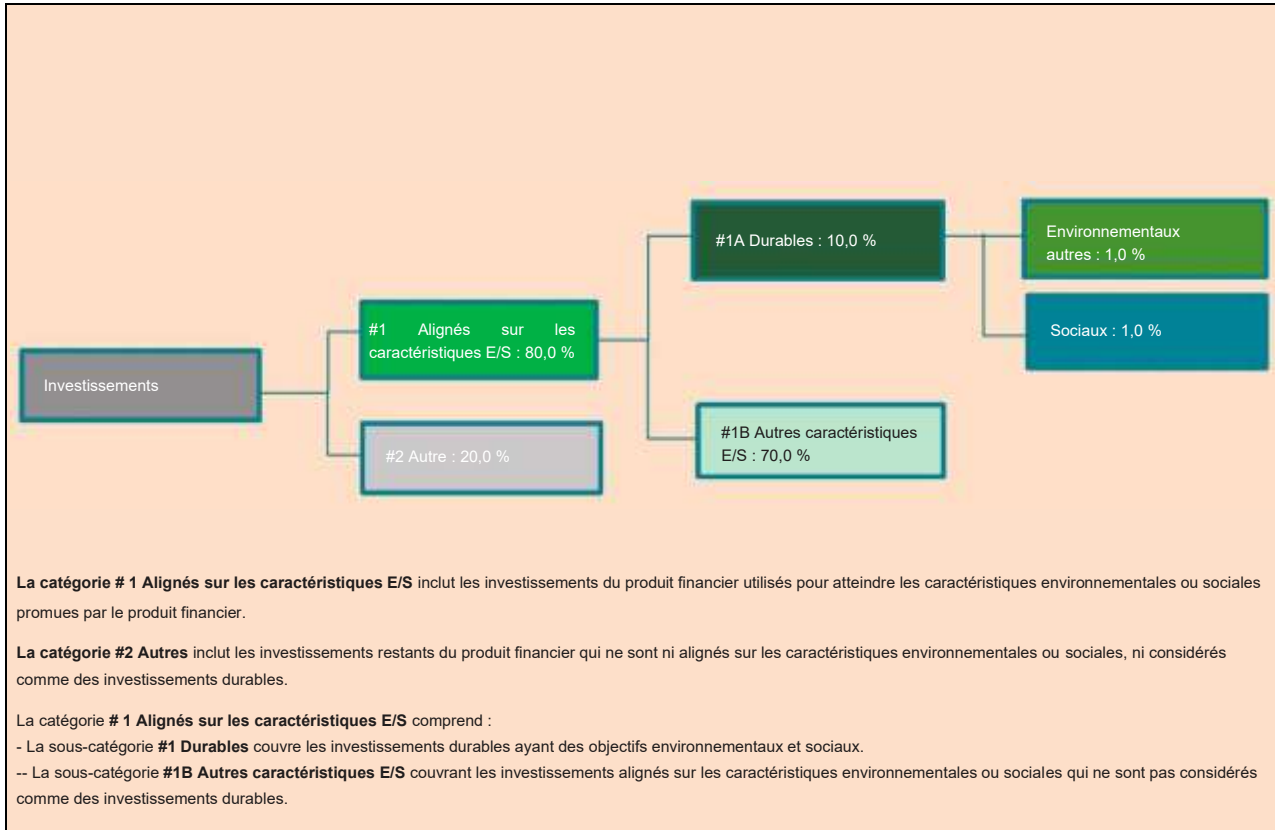 Investissements
#1 Alignés sur les
caractéristiques E/S : 80,0 %
#2 Autre : 20,0 %
#1A Durables : 10,0 %
#1B Autres caractéristiques
E/S : 70,0 %
Environnementaux
autres : 1,0 %
Sociaux : 1,0 %
La catégorie # 1 Alignés sur les caractéristiques E/S inclut les investissements du produit financier utilisés pour atteindre les caractéristiques environnementales ou sociales
promues par le produit financier.
La catégorie #2 Autres inclut les investissements restants du produit financier qui ne sont ni alignés sur les caractéristiques environnementales ou sociales, ni considérés
comme des investissements durables.
La catégorie # 1 Alignés sur les caractéristiques E/S comprend :
- La sous-catégorie #1 Durables couvre les investissements durables ayant des objectifs environnementaux et sociaux.
-- La sous-catégorie #1B Autres caractéristiques E/S couvrant les investissements alignés sur les caractéristiques environnementales ou sociales qui ne sont pas considérés
comme des investissements durables.